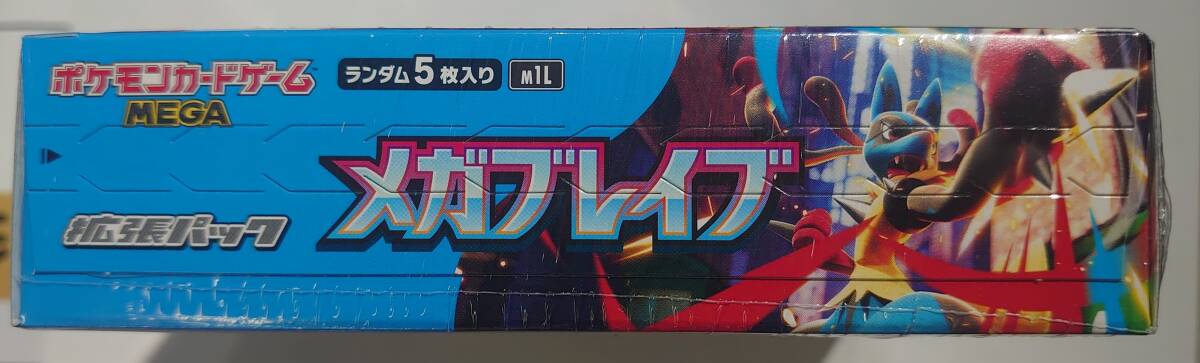 ポケモンカードゲーム
MEGA
ランダム5枚入り
M1L
メガブレイブ
拡張パック